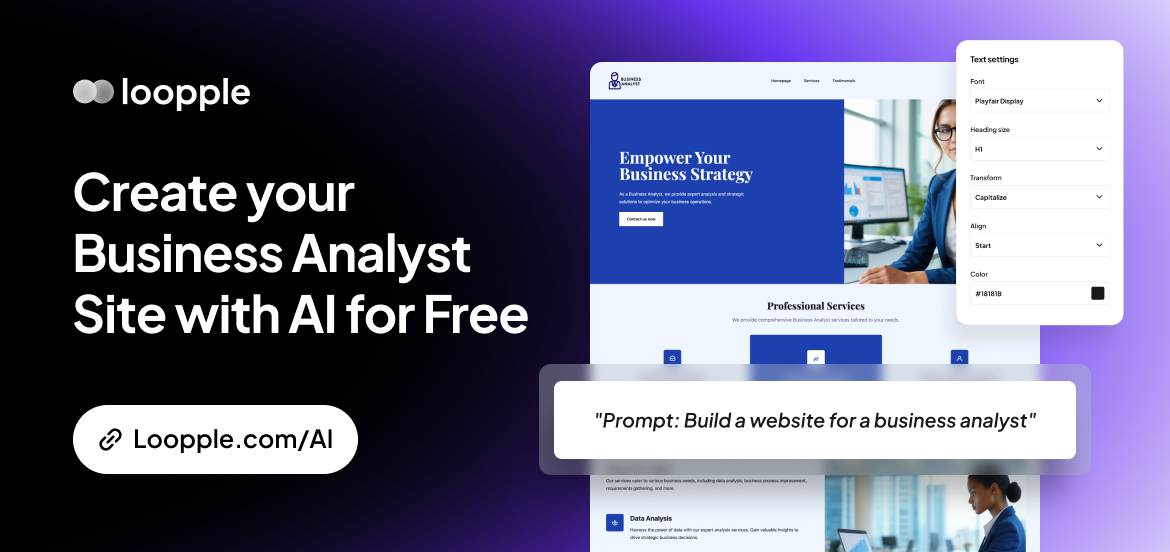 loopple
Create your
Business Analyst
Site with AI for Free
Loopple.com/AI
BUSINESS
ANALYST
Homepage
Services
Testimonials
Empower Your
Business Strategy
As a Business Analyst, we provide expert analysis and strategic
solutions to optimize your business operations.
Contact us now
Professional Services
We provide comprehensive Business Analyst services tailored to your needs.
Text settings
Font
Playfair Display
Heading size
H1
Transform
Capitalize
Align
Start
Color
#18181B
"Prompt: Build a website for a business analyst"
Our services cater to various business needs, including data analysis, business process improvement,
requirements gathering, and more.
Data Analysis
Harness the power of data with our expert analysis services. Gain valuable insights to
drive strategic business decisions.